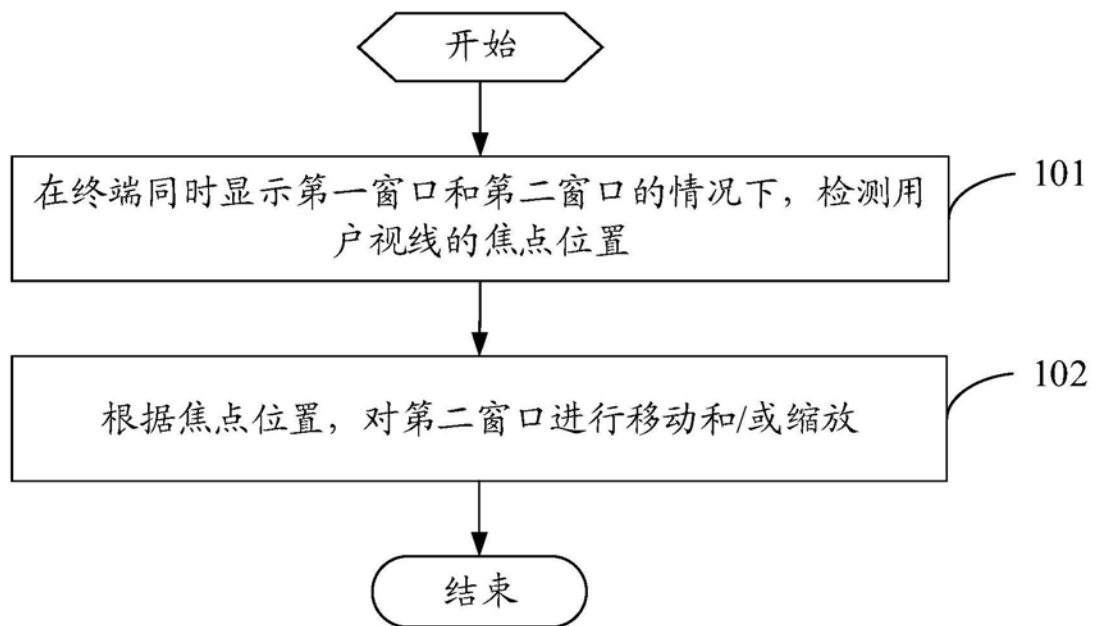 开始
在终端同时显示第一窗口和第二窗口的情况下，检测用
户视线的焦点位置
101
根据焦点位置，对第二窗口进行移动和/或缩放
102
结束